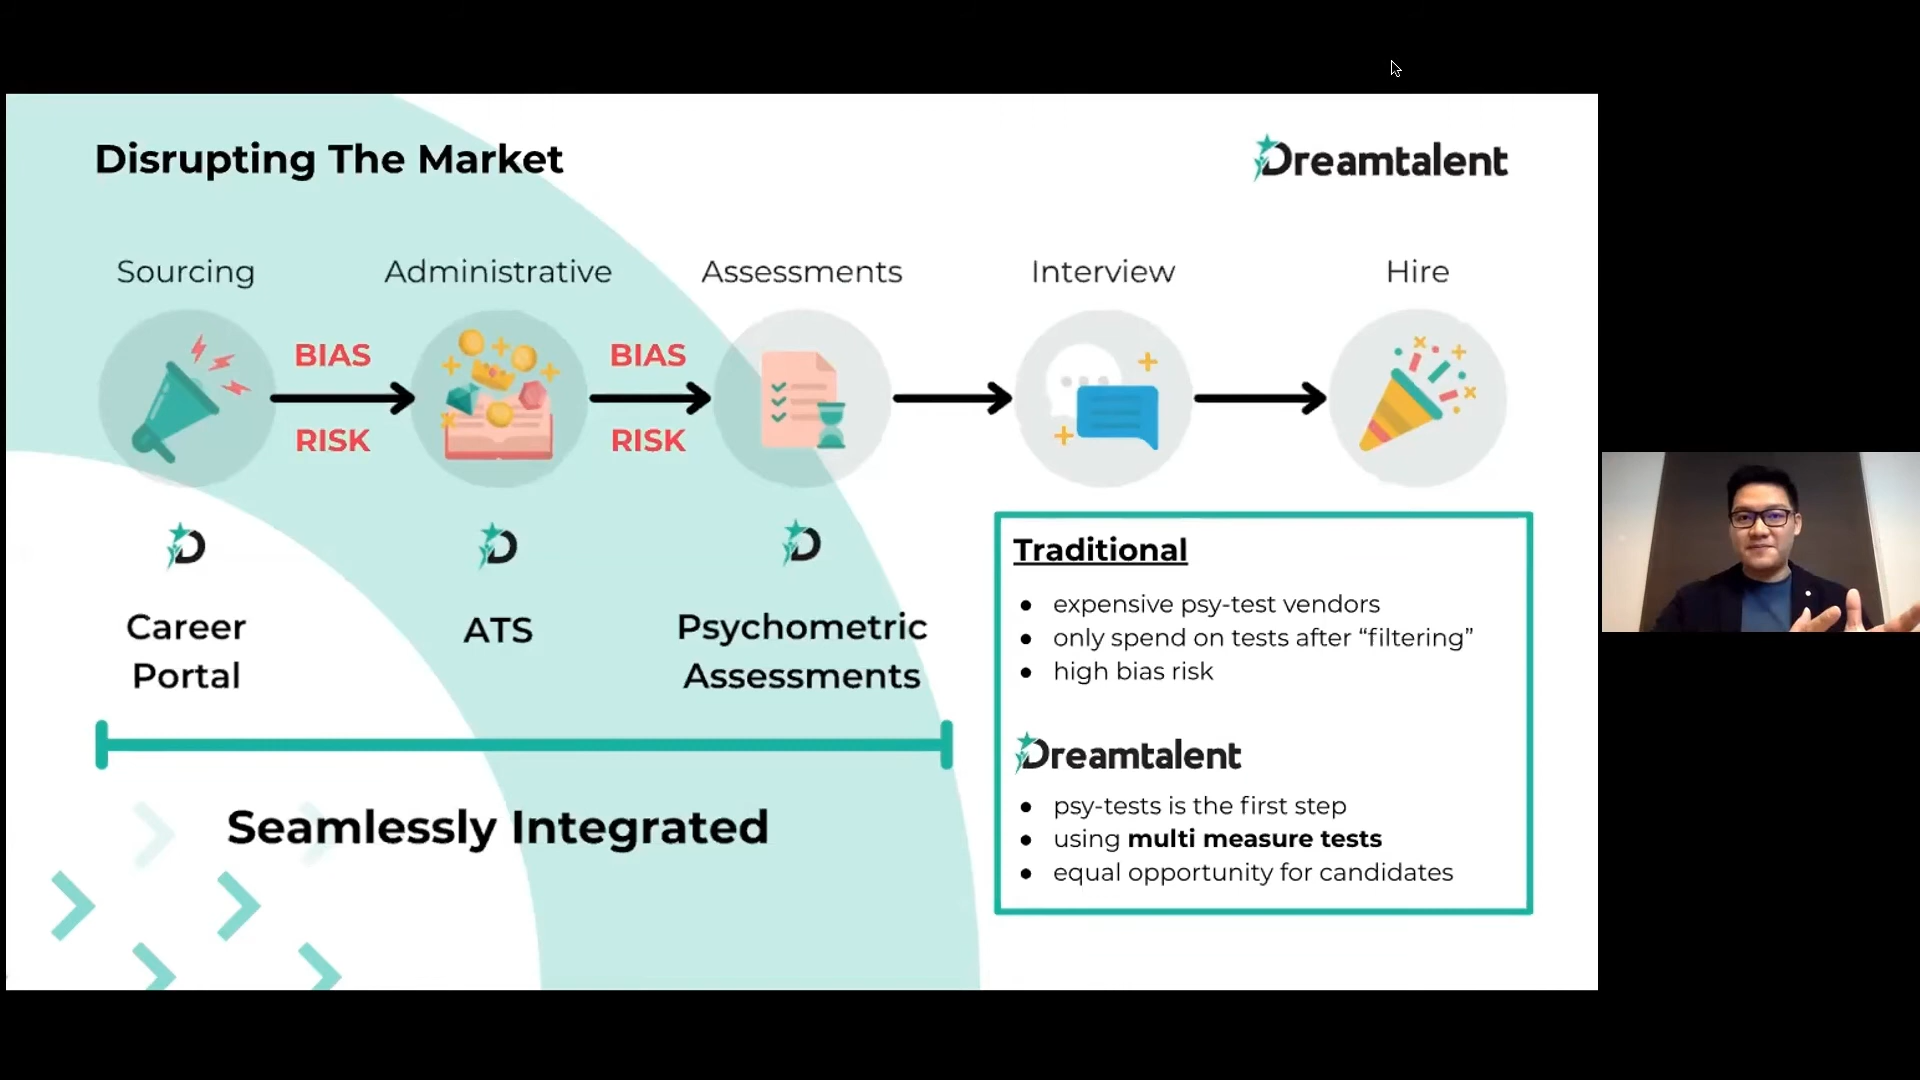 Disrupting The Market
Dreamtalent
Sourcing
Administrative
Assessments
Interview
Hire
BIAS
RISK
BIAS
RISK
D
D
D
Career
Portal
ATS
Psychometric
Assessments
Seamlessly Integrated
Traditional
● expensive psy-test vendors
● only spend on tests after “filtering”
● high bias risk
Dreamtalent
● psy-tests is the first step
● using multi measure tests
● equal opportunity for candidates